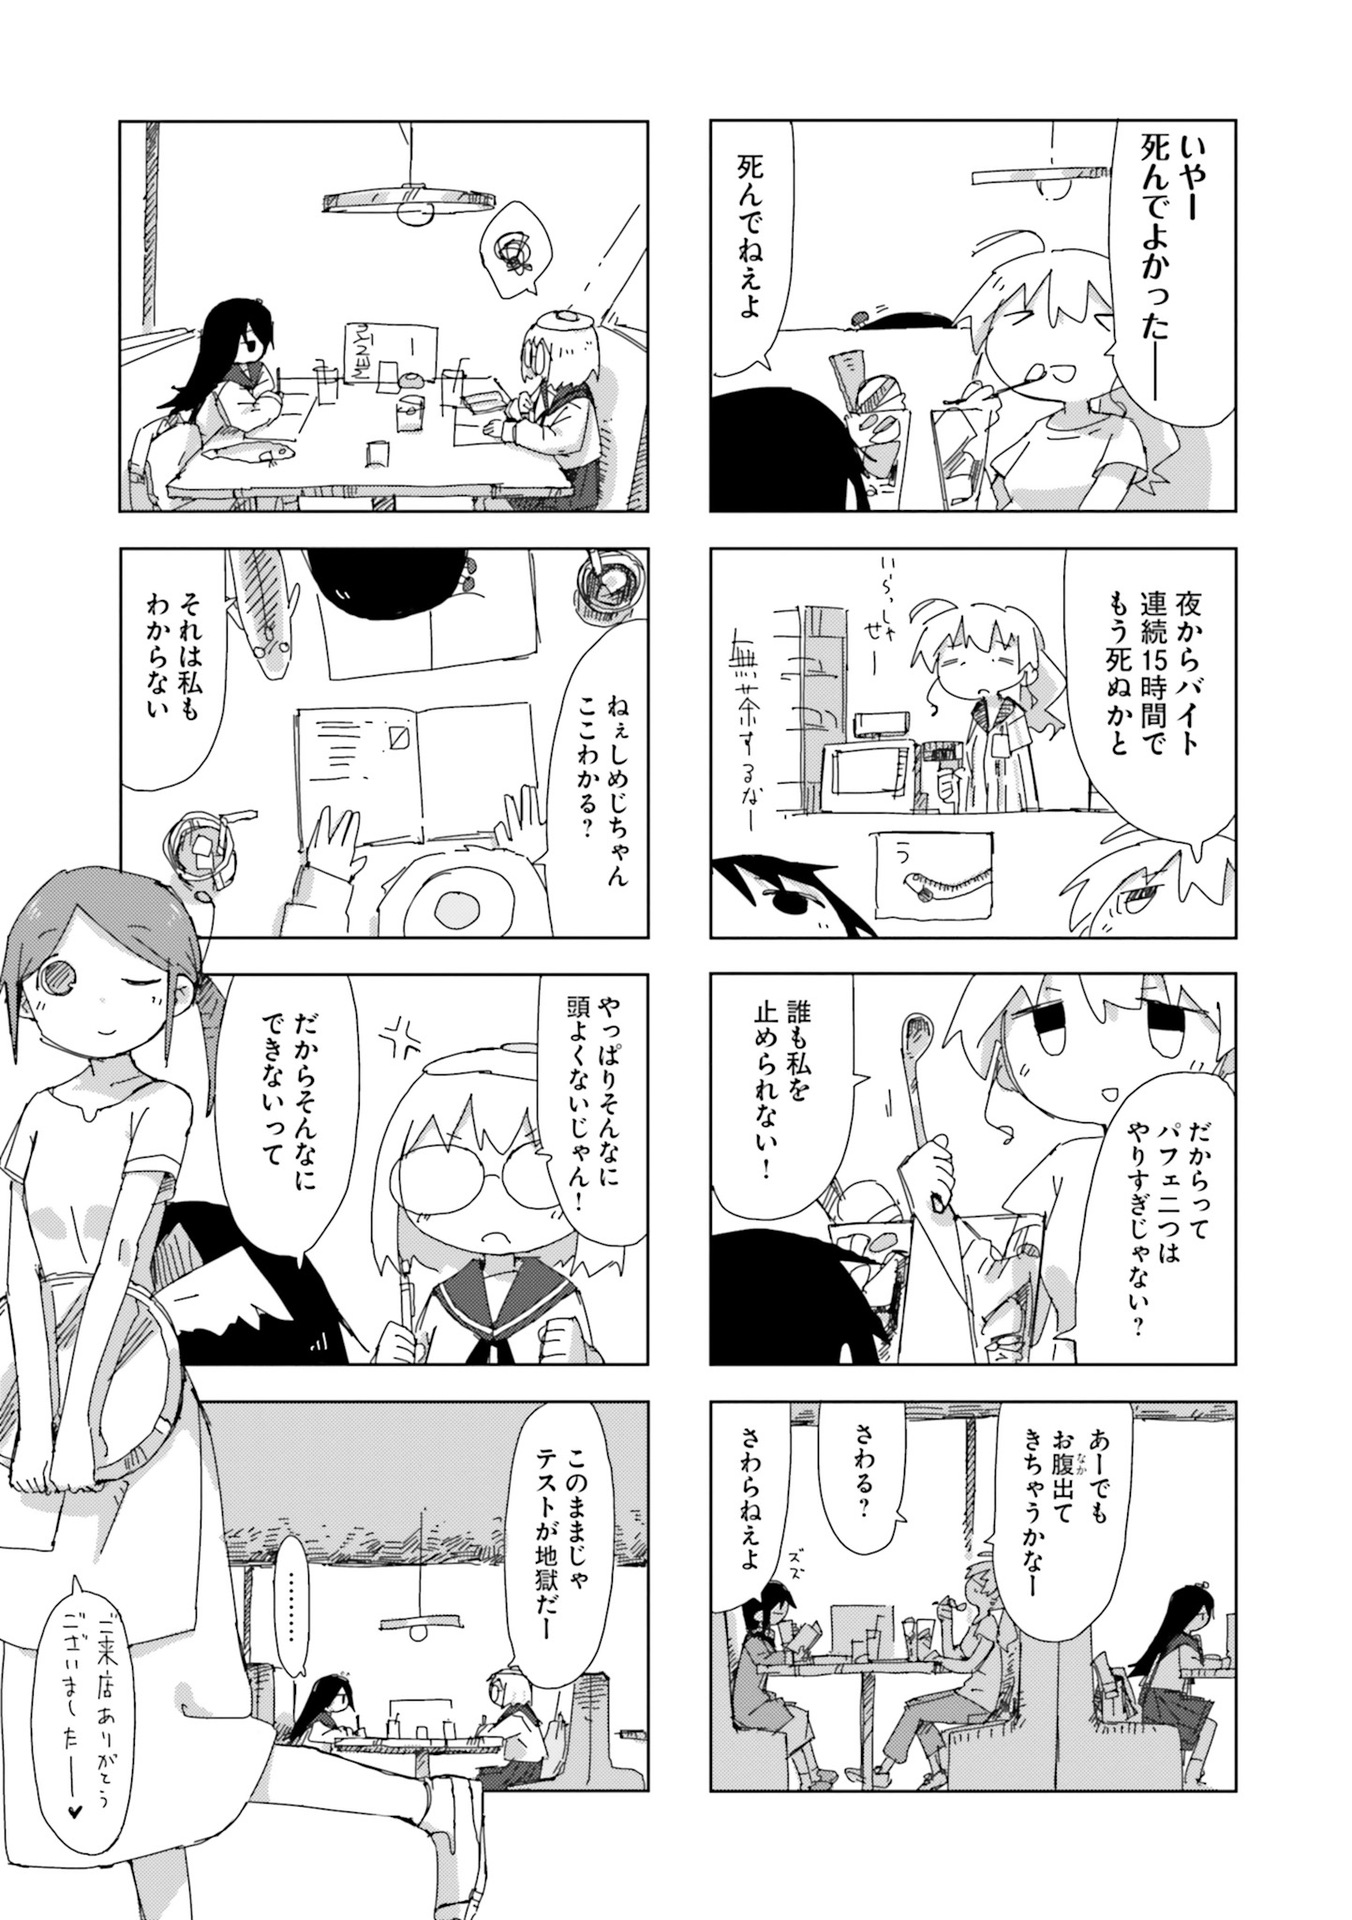 いやー
死んでよかったー
死んでねえよ
夜からバイト
連続15時間で
もう死ぬかと
いらっしゃせー
無茶するなー
う
だからって
パフェ二つは
やりすぎじゃない？
誰も私を
止められない！
あーでも
お腹出て
なか
きちゃうかなー
さわる？
さわらねえよ
ズズ
MENU
ねぇしめじちゃん
ここわかる？
それは私も
わからない
やっぱりそんなに
頭よくないじゃん！
だからそんなに
できないって
このままじゃ
テストが地獄だー
………
ご来店ありがとう
ございましたー♥